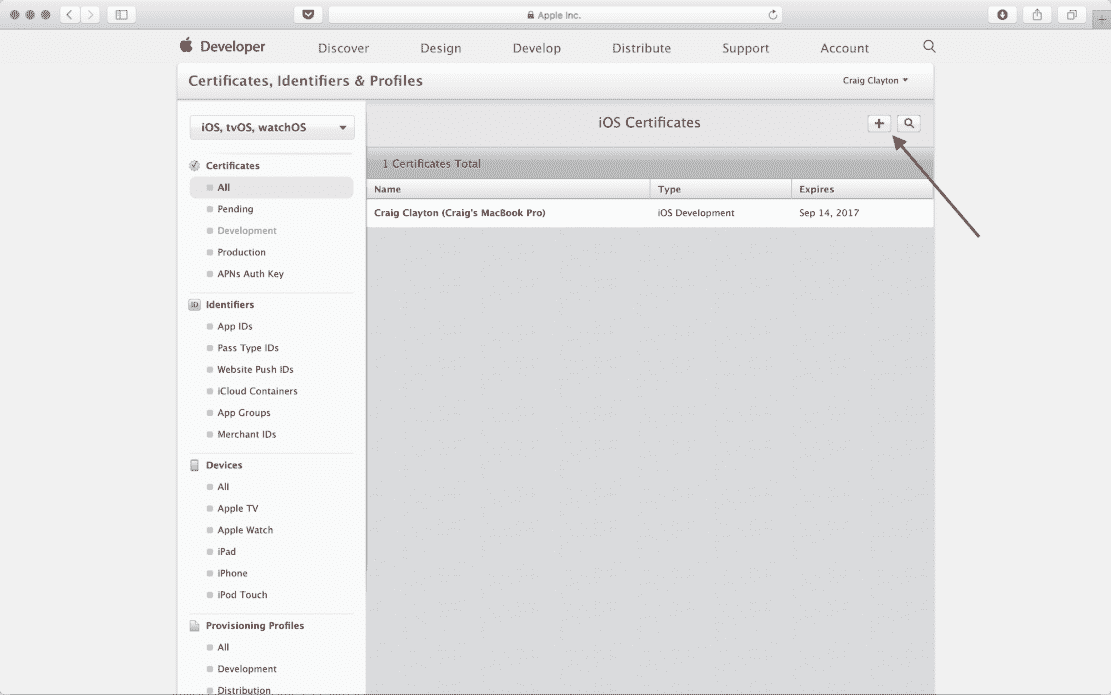 Apple Inc.
Developer
Discover
Design
Develop
Distribute
Support
Account
Certificates, Identifiers & Profiles
Craig Clayton
iOS, tvOS, watchOS
iOS Certificates
1 Certificates Total
Name
Type
Expires
Craig Clayton (Craig's MacBook Pro)
iOS Development
Sep 14, 2017
Certificates
All
Pending
Development
Production
APNs Auth Key
ID
Identifiers
App IDs
Pass Type IDs
Website Push IDs
iCloud Containers
App Groups
Merchant IDs
Devices
All
Apple TV
Apple Watch
iPad
iPhone
iPod Touch
Provisioning Profiles
All
Development
Distribution